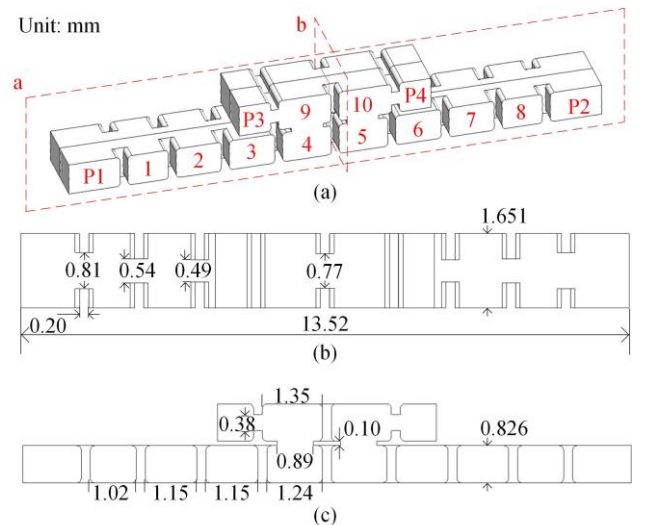 Unit: mm
b
a
9 10 P4
P3
P1 1 2 3 4 5 6 7 8 P2
(a)
1.651
0.81 0.54 0.49 0.77
0.20
13.52
(b)
1.35
0.38 0.10 0.826
0.89
1.02 1.15 1.15 1.24
(c)